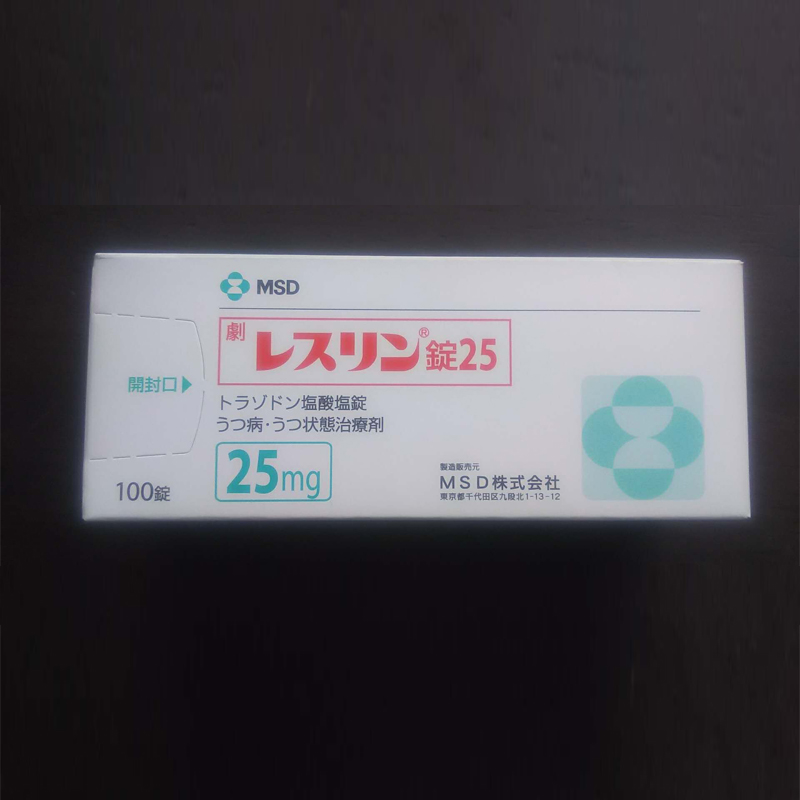 MSD
劇 レスリン®錠25
トラゾドン塩酸塩錠
うつ病・うつ状態治療剤
25mg
開封口▶
100錠
製造販売元
MSD株式会社
東京都千代田区九段北1-13-12